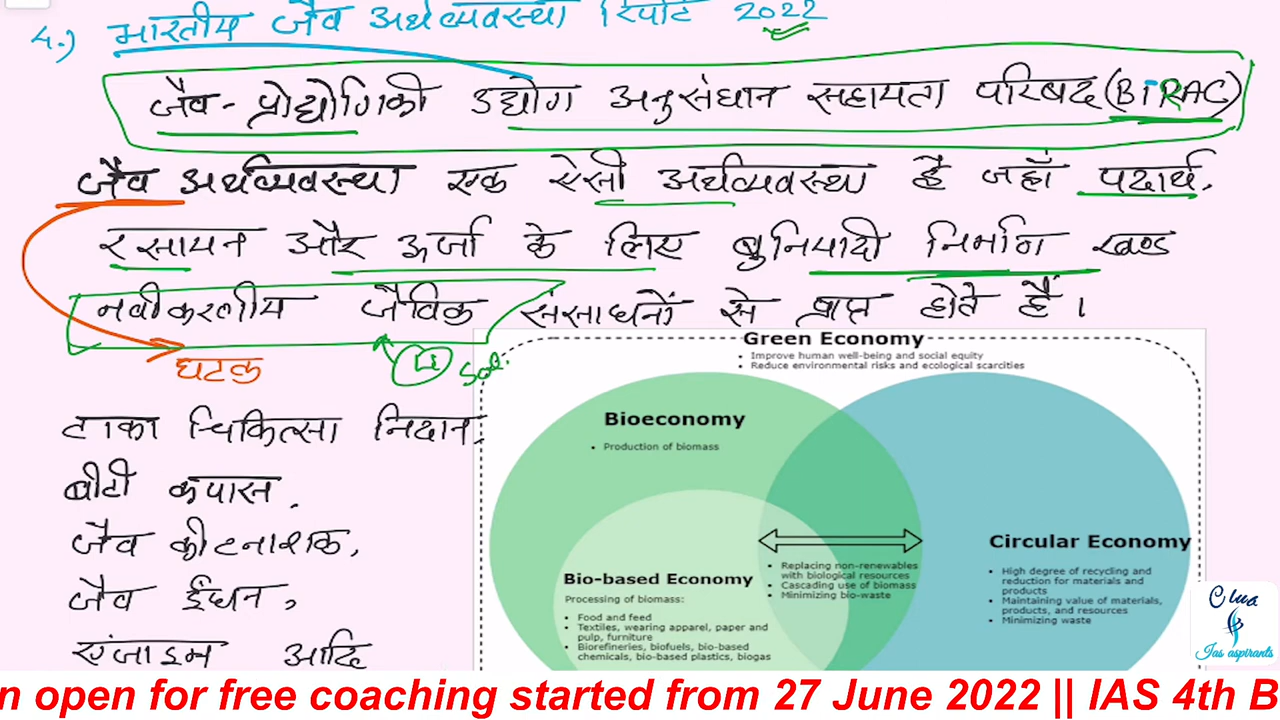 4.) भारतीय जैव अर्थव्यवस्था रिपोर्ट 2022
जैव-प्रोद्योगिकी उद्योग अनुसंधान सहायता परिषद (BIRAC)
जैव अर्थव्यवस्था एक ऐसी अर्थव्यवस्था है जहाँ पदार्थ,
रसायन और ऊर्जा के लिए बुनियादी निर्माण खण्ड
नवीकरणीय जैविक संसाधनों से प्राप्त होते हैं।
घटक
टीका चिकित्सा निदान,
बीटी कपास,
जैव कीटनाशक,
जैव ईंधन,
एंजाइम आदि
Green Economy
• Improve human well-being and social equity
• Reduce environmental risks and ecological scarcities
Bioeconomy
• Production of biomass
Bio-based Economy
Processing of biomass:
• Food and feed
• Textiles, wearing apparel, paper and
pulp, furniture
• Biorefineries, biofuels, bio-based
chemicals, bio-based plastics, biogas
• Replacing non-renewables
with biological resources
• Cascading use of biomass
• Minimizing bio-waste
Circular Economy
• High degree of recycling and
reduction for materials and
products
• Maintaining value of materials,
products, and resources
• Minimizing waste
Ias aspirants
n open for free coaching started from 27 June 2022 || IAS 4th B